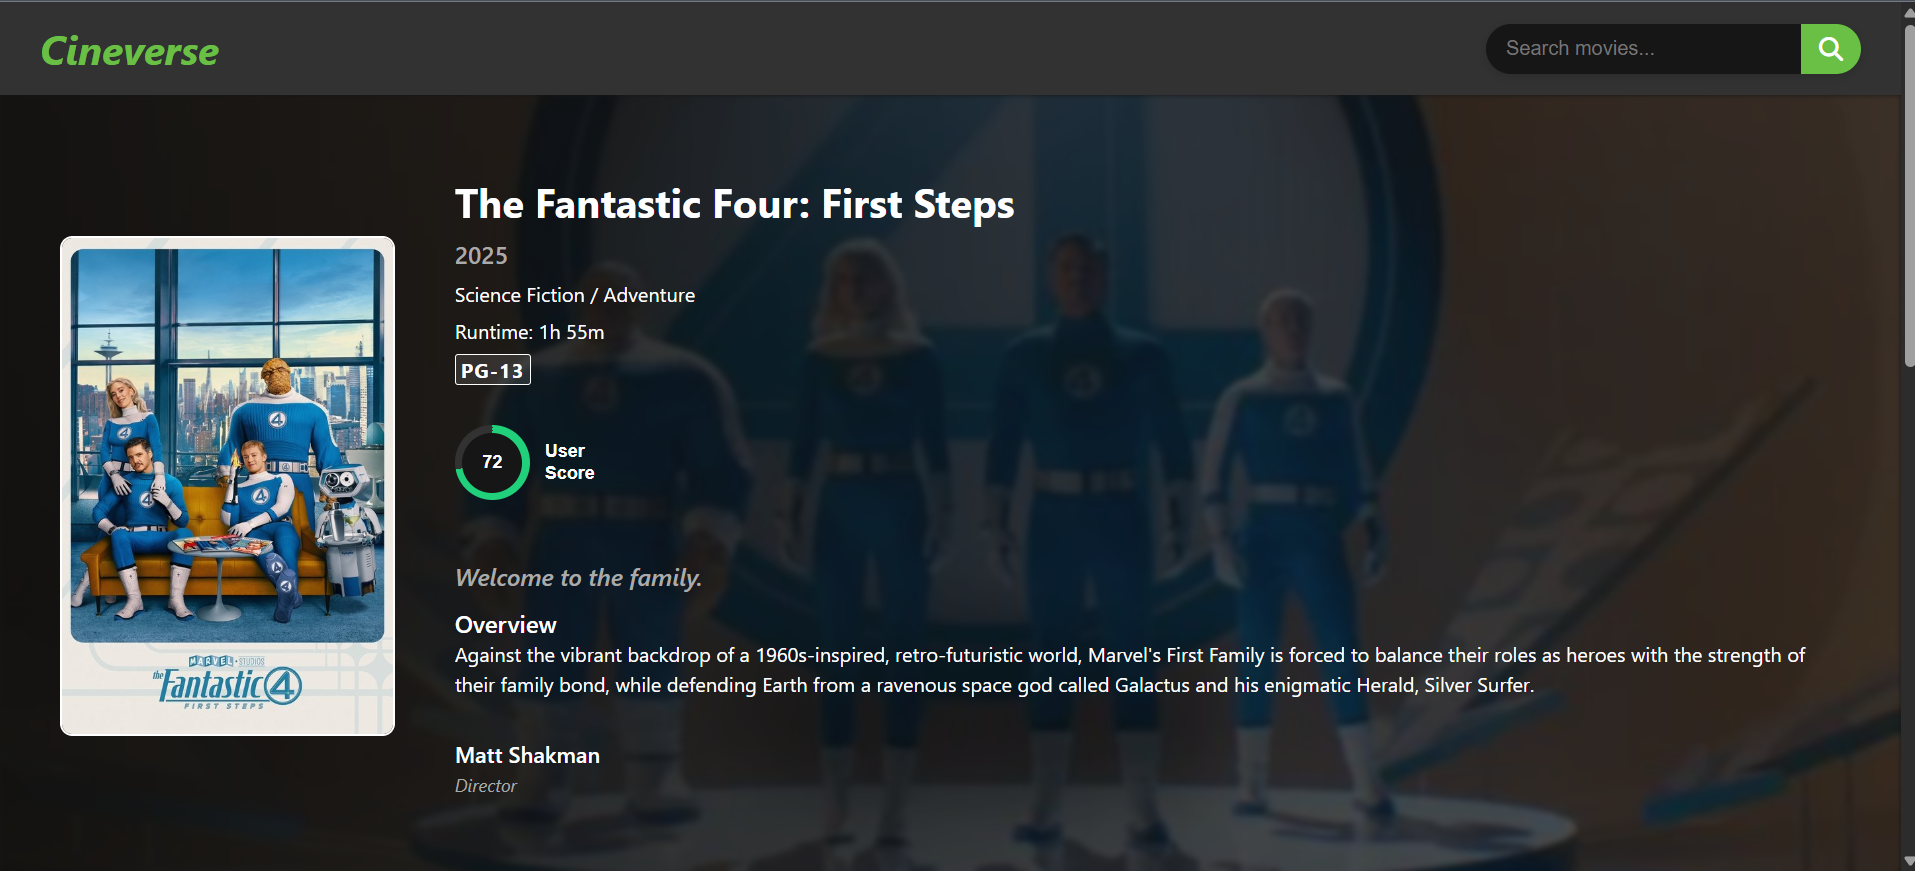 Cineverse
Search movies...
The Fantastic Four: First Steps
2025
Science Fiction / Adventure
Runtime: 1h 55m
PG-13
72
User
Score
Welcome to the family.
Overview
Against the vibrant backdrop of a 1960s-inspired, retro-futuristic world, Marvel's First Family is forced to balance their roles as heroes with the strength of
their family bond, while defending Earth from a ravenous space god called Galactus and his enigmatic Herald, Silver Surfer.
Matt Shakman
Director
4
4
4
4
MARVEL STUDIOS
the Fantastic 4
FIRST STEPS